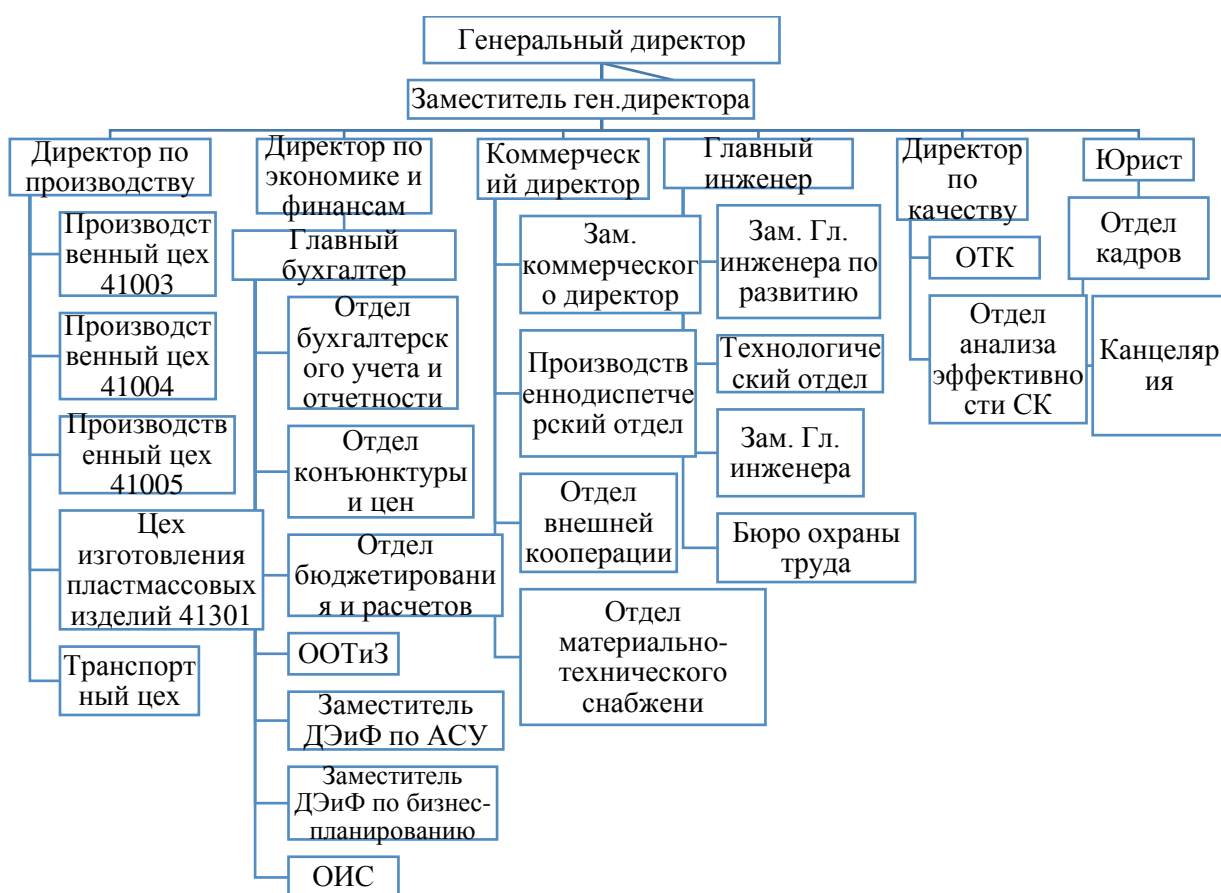 Генеральный директор
Заместитель ген.директора
Директор по
производству
Директор по
экономике и
финансам
Коммерческ
ий директор
Главный
инженер
Директор
по
качеству
Юрист
Производст
венный цех
41003
Производст
венный цех
41004
Производств
енный цех
41005
Цех
изготовления
пластмассовых
изделий 41301
Транспорт
ный цех
Главный
бухгалтер
Отдел
бухгалтерск
ого учета и
отчетности
Отдел
конъюнктуры
и цен
Отдел
бюджетировани
я и расчетов
ООТиЗ
Заместитель
ДЭиФ по АСУ
Заместитель
ДЭиФ по бизнес-
планированию
ОИС
Зам.
коммерческог
о директор
Производств
еннодиспетче
рский отдел
Отдел
внешней
кооперации
Отдел
материально-
технического
снабжени
Зам. Гл.
инженера по
развитию
Технологиче
ский отдел
Зам. Гл.
инженера
Бюро охраны
труда
ОТК
Отдел
анализа
эффективно
сти СК
Отдел
кадров
Канцеляр
ия